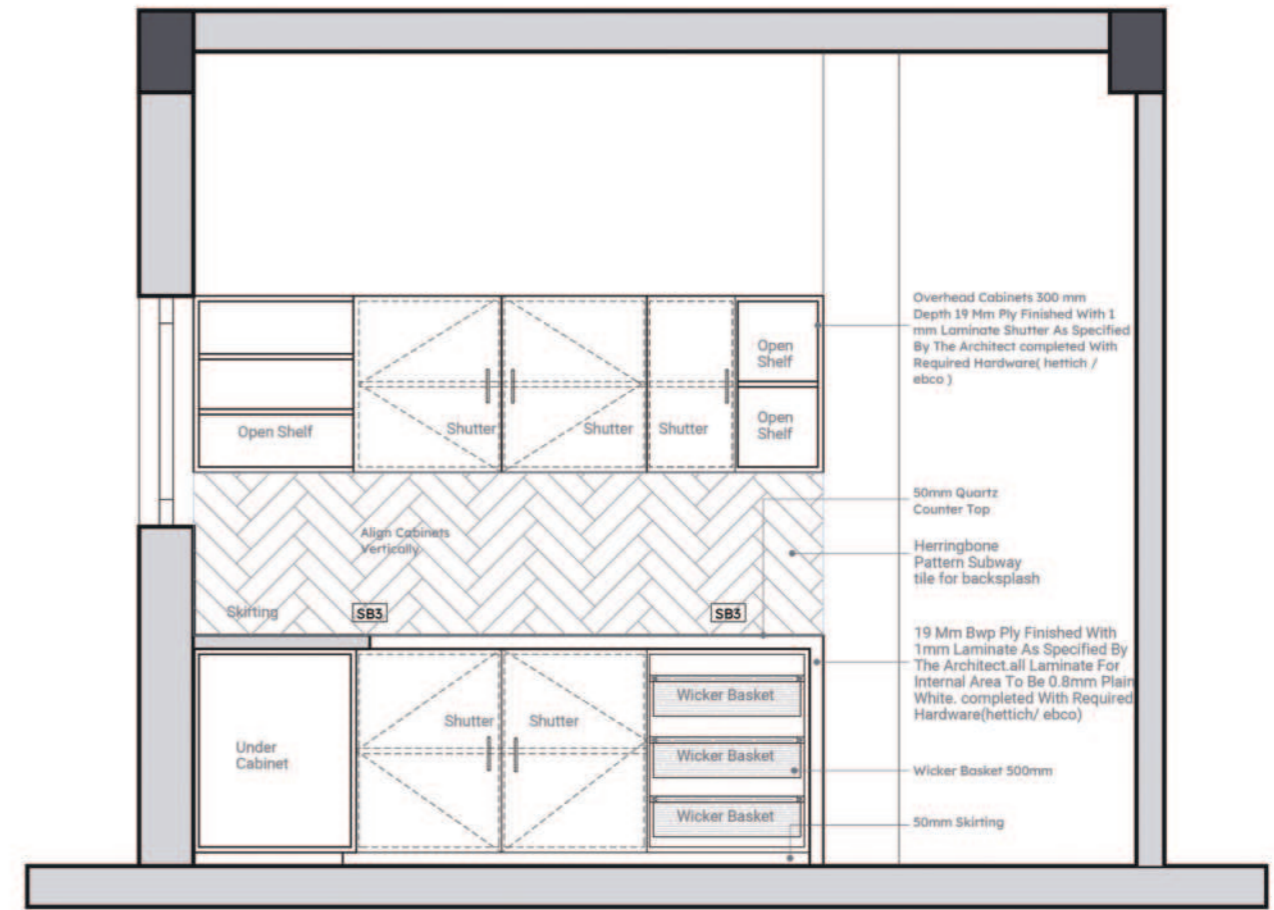 Overhead Cabinets 300 mm
Depth 19 Mm Ply Finished With 1
mm Laminate Shutter As Specified
By The Architect completed With
Required Hardware( hettich /
ebco )
Open
Shelf
Open Shelf
Shutter
Shutter
Shutter
Open
Shelf
50mm Quartz
Counter Top
Align Cabinets
Vertically
Herringbone
Pattern Subway
tile for backsplash
Skirting
SB3
SB3
19 Mm Bwp Ply Finished With
1mm Laminate As Specified By
The Architect.all Laminate For
Internal Area To Be 0.8mm Plain
White. completed With Required
Hardware(hettich/ ebco)
Under
Cabinet
Shutter
Shutter
Wicker Basket
Wicker Basket
Wicker Basket
Wicker Basket 500mm
50mm Skirting